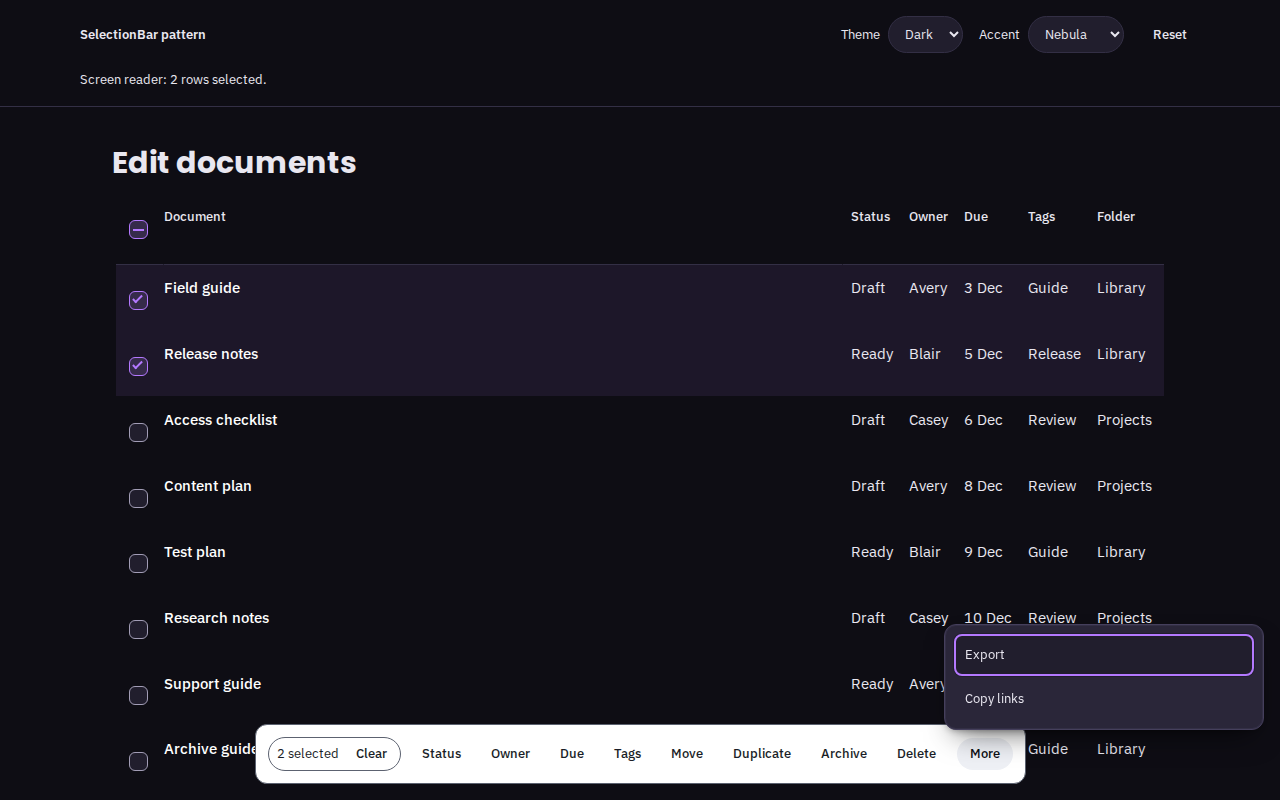 SelectionBar pattern Theme Dark Accent Nebula Reset
Screen reader: 2 rows selected.
Edit documents
Document Status Owner Due Tags Folder
Field guide Draft Avery 3 Dec Guide Library
Release notes Ready Blair 5 Dec Release Library
Access checklist Draft Casey 6 Dec Review Projects
Content plan Draft Avery 8 Dec Review Projects
Test plan Ready Blair 9 Dec Guide Library
Research notes Draft Casey 10 Dec Review Projects
Export
Support guide Ready Avery
Copy links
Archive guide Guide Library
2 selected Clear Status Owner Due Tags Move Duplicate Archive Delete More